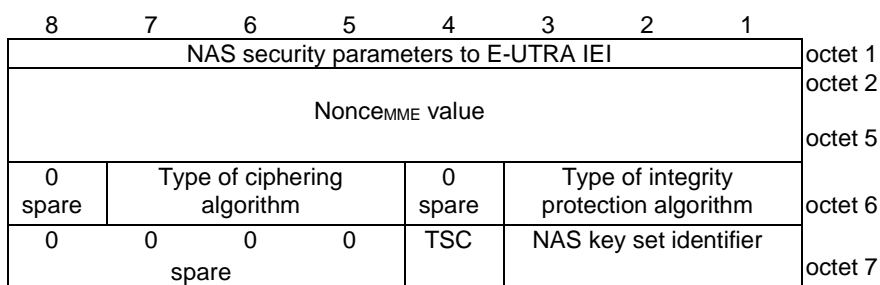 8 7 6 5 4 3 2 1
NAS security parameters to E-UTRA IEI octet 1
octet 2
NonceMME value
octet 5
0 Type of ciphering 0 Type of integrity
spare algorithm spare protection algorithm octet 6
0 0 0 0 TSC NAS key set identifier
spare octet 7